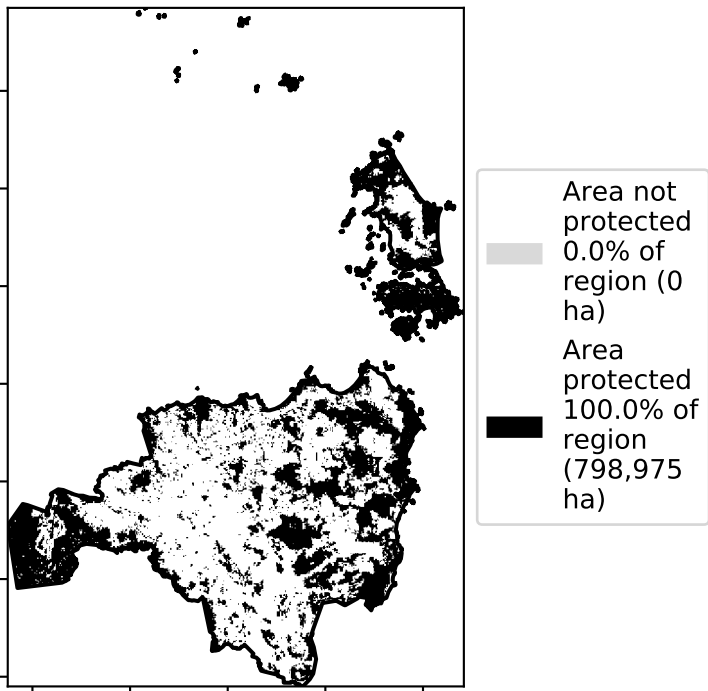 Area not
protected
0.0% of
region (0
ha)
Area
protected
100.0% of
region
(798,975
ha)